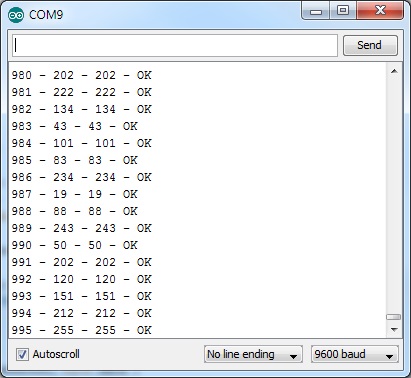 COM9
Send
980 - 202 - 202 - OK
981 - 222 - 222 - OK
982 - 134 - 134 - OK
983 - 43 - 43 - OK
984 - 101 - 101 - OK
985 - 83 - 83 - OK
986 - 234 - 234 - OK
987 - 19 - 19 - OK
988 - 88 - 88 - OK
989 - 243 - 243 - OK
990 - 50 - 50 - OK
991 - 202 - 202 - OK
992 - 120 - 120 - OK
993 - 151 - 151 - OK
994 - 212 - 212 - OK
995 - 255 - 255 - OK
Autoscroll No line ending 9600 baud